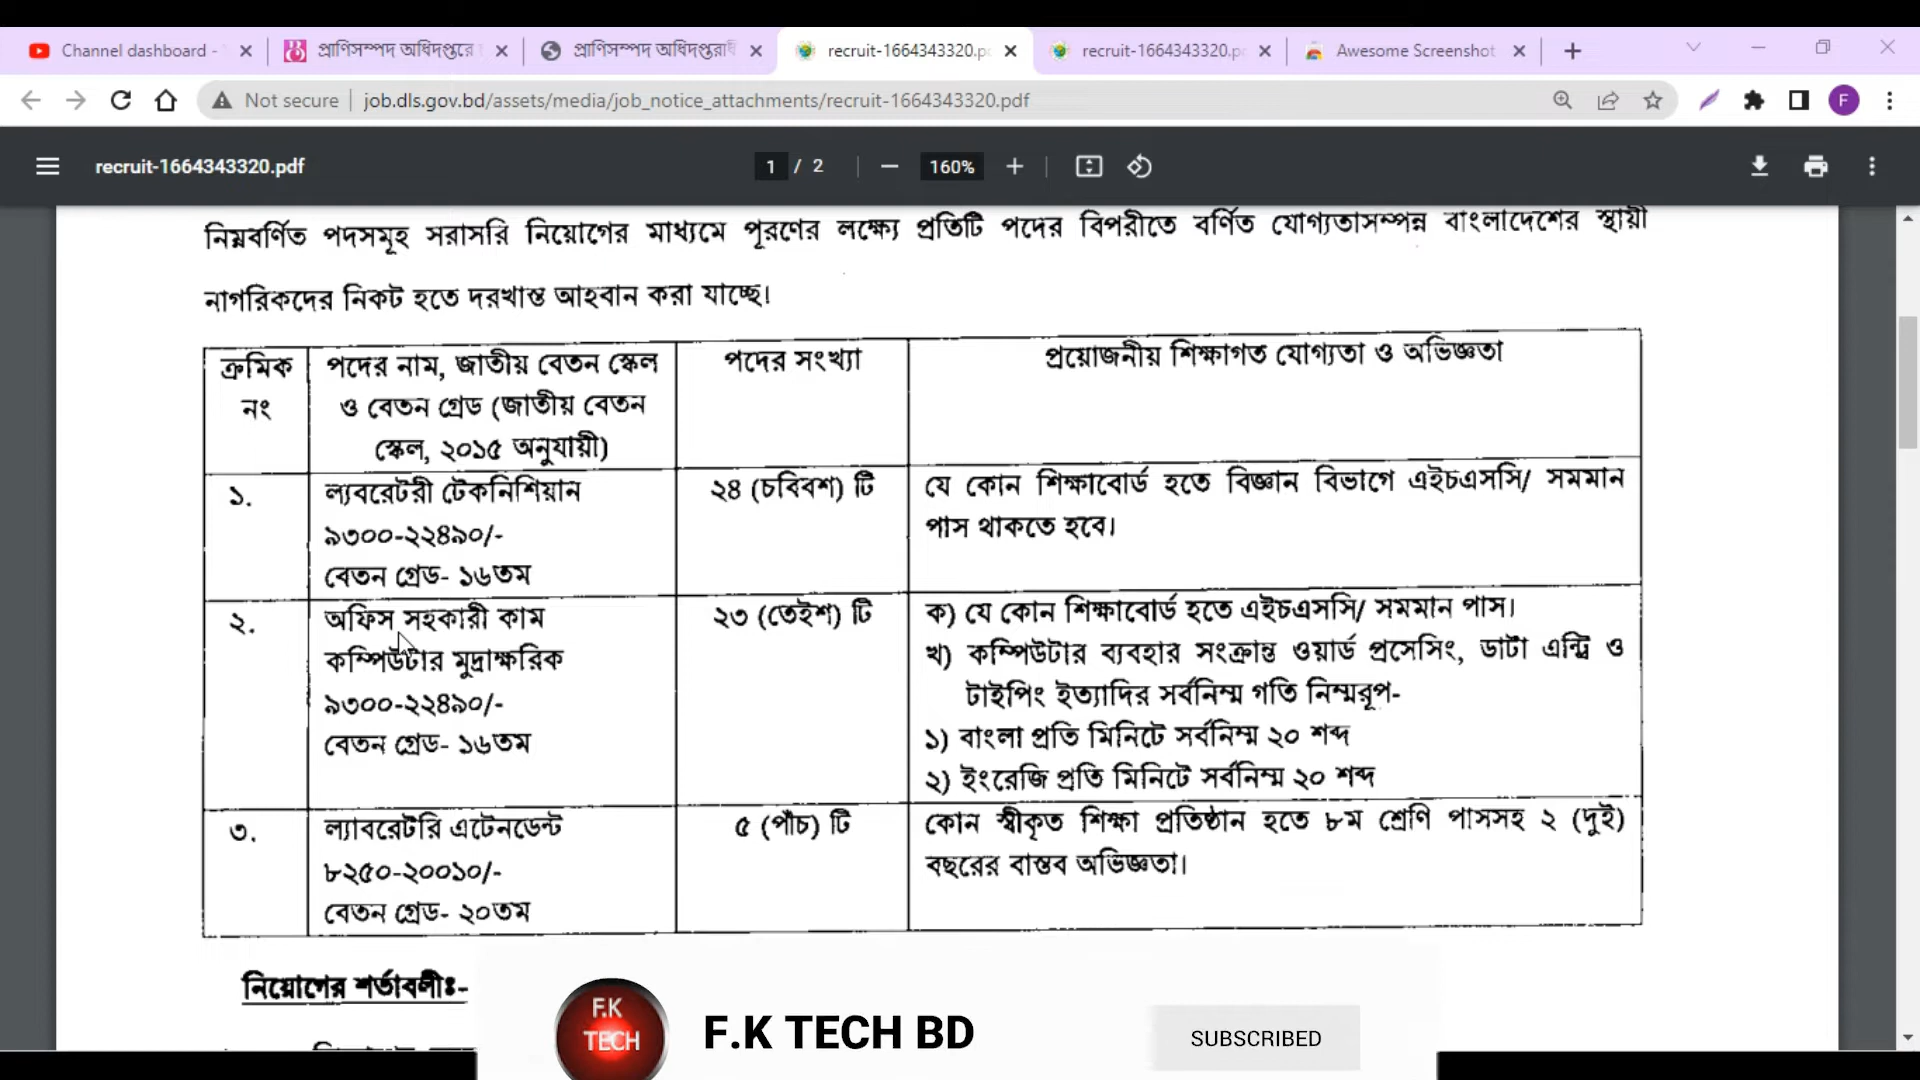 Channel dashboard -
প্রাণিসম্পদ অধিদপ্তরে
প্রাণিসম্পদ অধিদপ্তরাধি
recruit-1664343320.p
recruit-1664343320.p
Awesome Screenshot
Not secure
job.dls.gov.bd/assets/media/job_notice_attachments/recruit-1664343320.pdf
F
recruit-1664343320.pdf
1 / 2
160%
নিম্নবর্ণিত পদসমূহ সরাসরি নিয়োগের মাধ্যমে পূরণের লক্ষ্যে প্রতিটি পদের বিপরীতে বর্ণিত যোগ্যতাসম্পন্ন বাংলাদেশের স্থায়ী
নাগরিকদের নিকট হতে দরখাস্ত আহবান করা যাচ্ছে।
ক্রমিক
নং
পদের নাম, জাতীয় বেতন স্কেল
ও বেতন গ্রেড (জাতীয় বেতন
স্কেল, ২০১৫ অনুযায়ী)
পদের সংখ্যা
প্রয়োজনীয় শিক্ষাগত যোগ্যতা ও অভিজ্ঞতা
১.
ল্যবরেটরী টেকনিশিয়ান
৯৩০০-২২৪৯০/-
বেতন গ্রেড- ১৬তম
২৪ (চবিবশ) টি
যে কোন শিক্ষাবোর্ড হতে বিজ্ঞান বিভাগে এইচএসসি/ সমমান
পাস থাকতে হবে।
২.
অফিস সহকারী কাম
কম্পিউটার মুদ্রাক্ষরিক
৯৩০০-২২৪৯০/-
বেতন গ্রেড- ১৬তম
২৩ (তেইশ) টি
ক) যে কোন শিক্ষাবোর্ড হতে এইচএসসি/ সমমান পাস।
খ) কম্পিউটার ব্যবহার সংক্রান্ত ওয়ার্ড প্রসেসিং, ডাটা এন্ট্রি ও
টাইপিং ইত্যাদির সর্বনিম্ম গতি নিম্মরূপ-
১) বাংলা প্রতি মিনিটে সর্বনিম্ম ২০ শব্দ
২) ইংরেজি প্রতি মিনিটে সর্বনিম্ম ২০ শব্দ
৩.
ল্যাবরেটরি এটেনডেন্ট
৮২৫০-২০০১০/-
বেতন গ্রেড- ২০তম
৫ (পাঁচ) টি
কোন স্বীকৃত শিক্ষা প্রতিষ্ঠান হতে ৮ম শ্রেণি পাসসহ ২ (দুই)
বছরের বাস্তব অভিজ্ঞতা।
নিয়োগের শর্তাবলীঃ-
F.K
TECH
F.K TECH BD
SUBSCRIBED